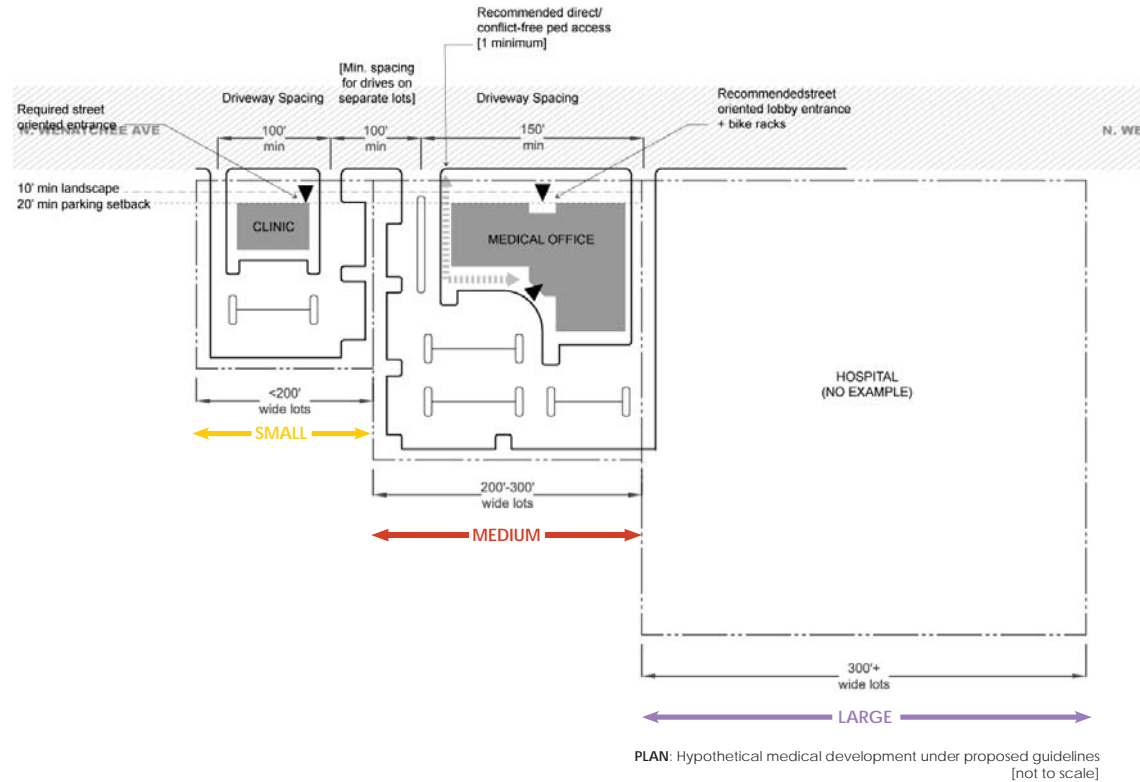 Recommended direct/
conflict-free ped access
[1 minimum]
[Min. spacing
for drives on
separate lots]
Driveway Spacing
Driveway Spacing
Required street
oriented entrance
Recommendedstreet
oriented lobby entrance
+ bike racks
N. WENATCHEE AVE
N. WE
100'
min
100'
min
150'
min
10' min landscape
20' min parking setback
CLINIC
MEDICAL OFFICE
HOSPITAL
(NO EXAMPLE)
<200'
wide lots
SMALL
200'-300'
wide lots
MEDIUM
300'+
wide lots
LARGE
PLAN: Hypothetical medical development under proposed guidelines
[not to scale]